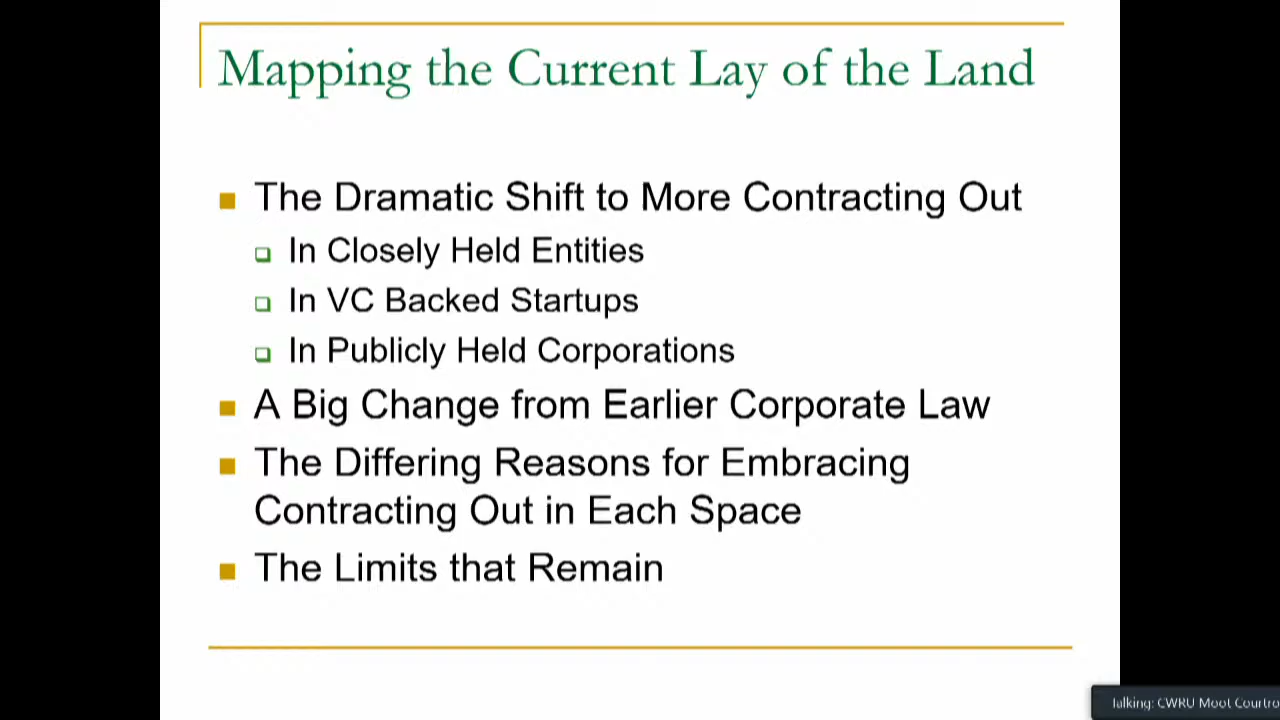 Mapping the Current Lay of the Land
The Dramatic Shift to More Contracting Out
In Closely Held Entities
In VC Backed Startups
In Publicly Held Corporations
A Big Change from Earlier Corporate Law
The Differing Reasons for Embracing
Contracting Out in Each Space
The Limits that Remain
Talking: CWRU Moot Courtro